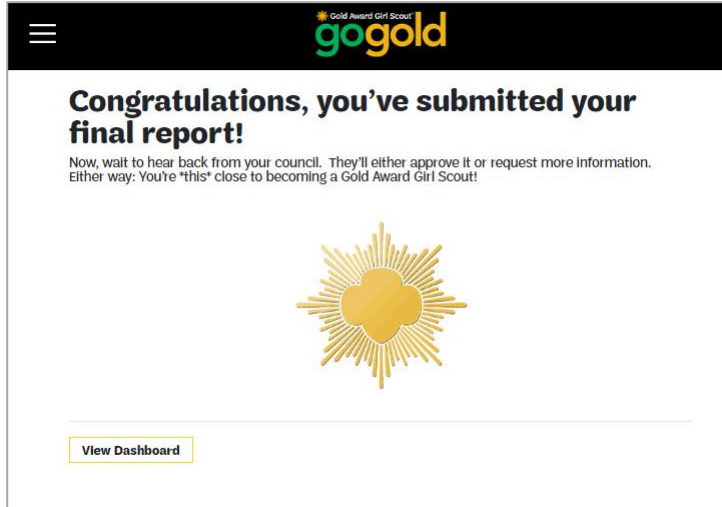 Gold Award Girl Scout
gogold
Congratulations, you’ve submitted your
final report!
Now, wait to hear back from your council. They’ll either approve it or request more information.
Either way: You’re *this* close to becoming a Gold Award Girl Scout!
View Dashboard